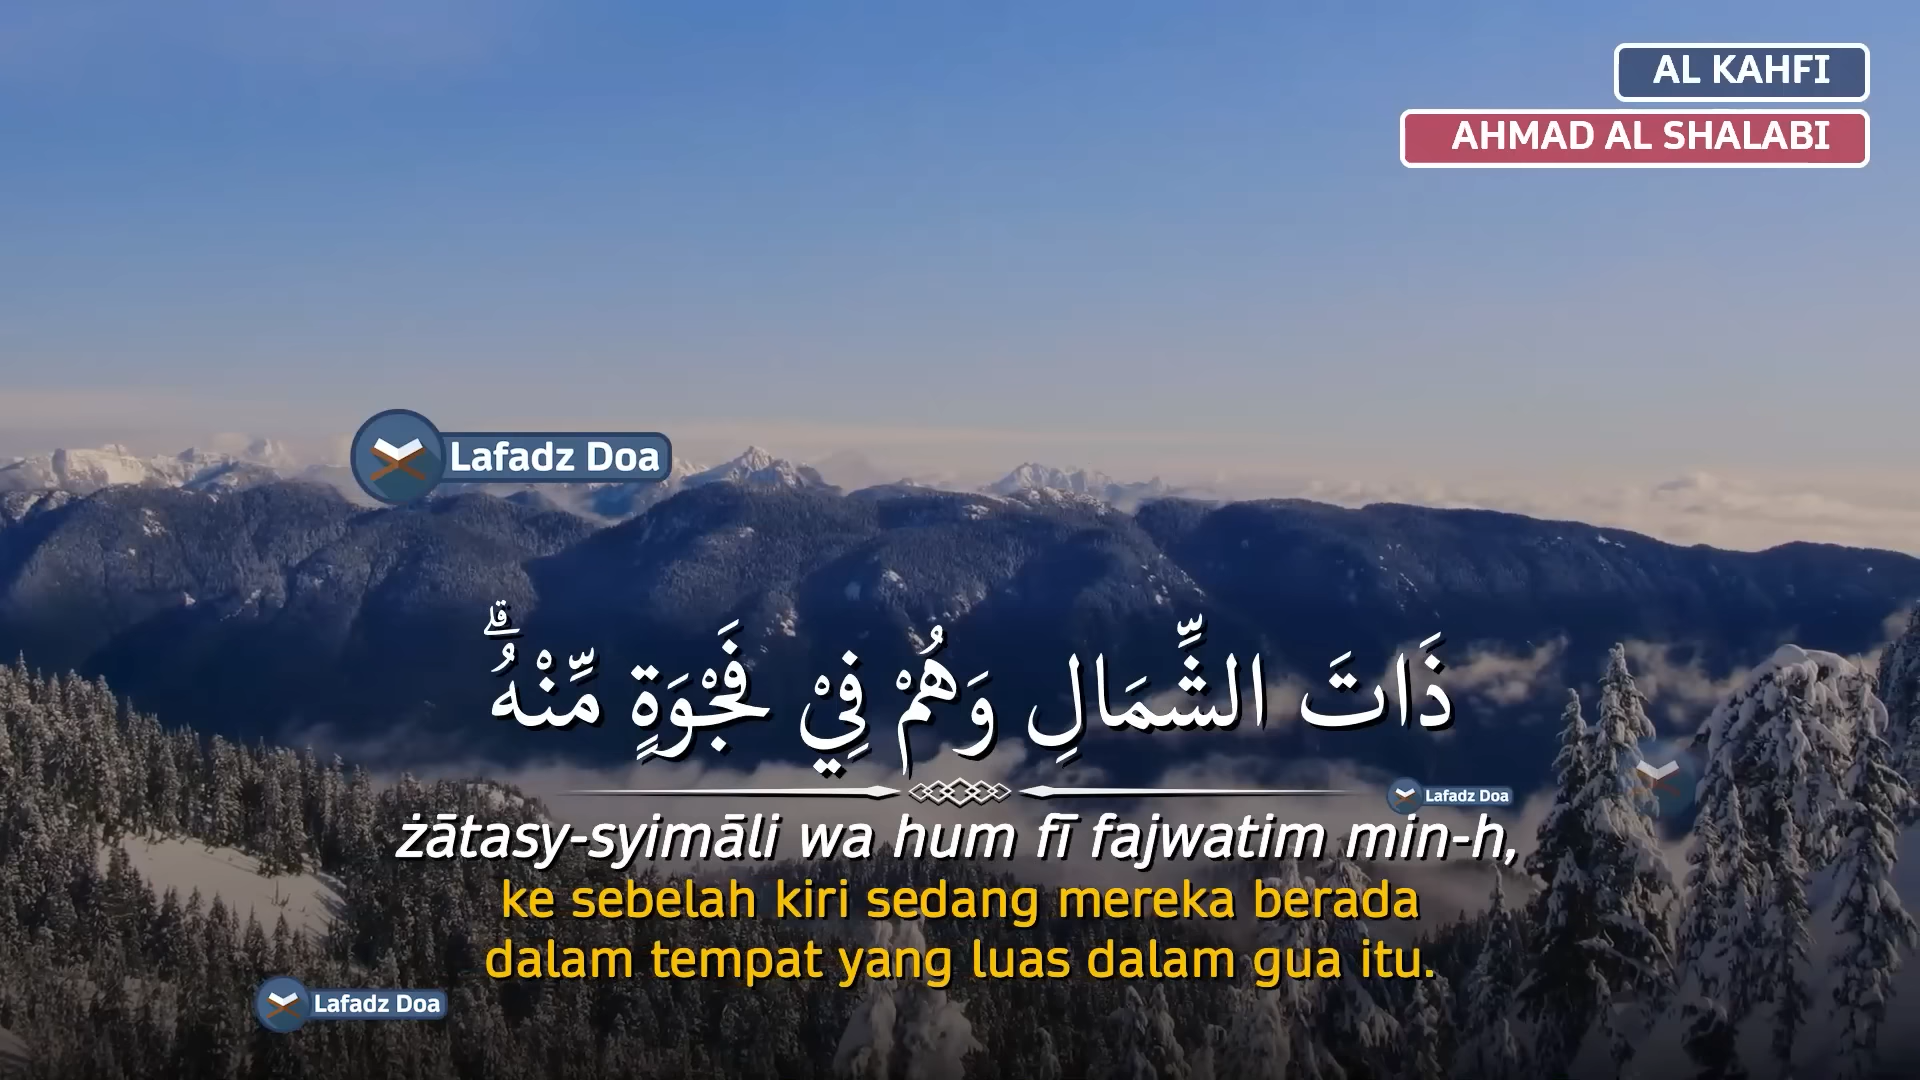 AL KAHFI
AHMAD AL SHALABI
Lafadz Doa
ذَاتَ الشِّمَالِ وَهُمْ فِيْ فَجْوَةٍ مِّنْهُۗ
Lafadz Doa
żātasy-syimāli wa hum fī fajwatim min-h,
ke sebelah kiri sedang mereka berada
dalam tempat yang luas dalam gua itu.
Lafadz Doa